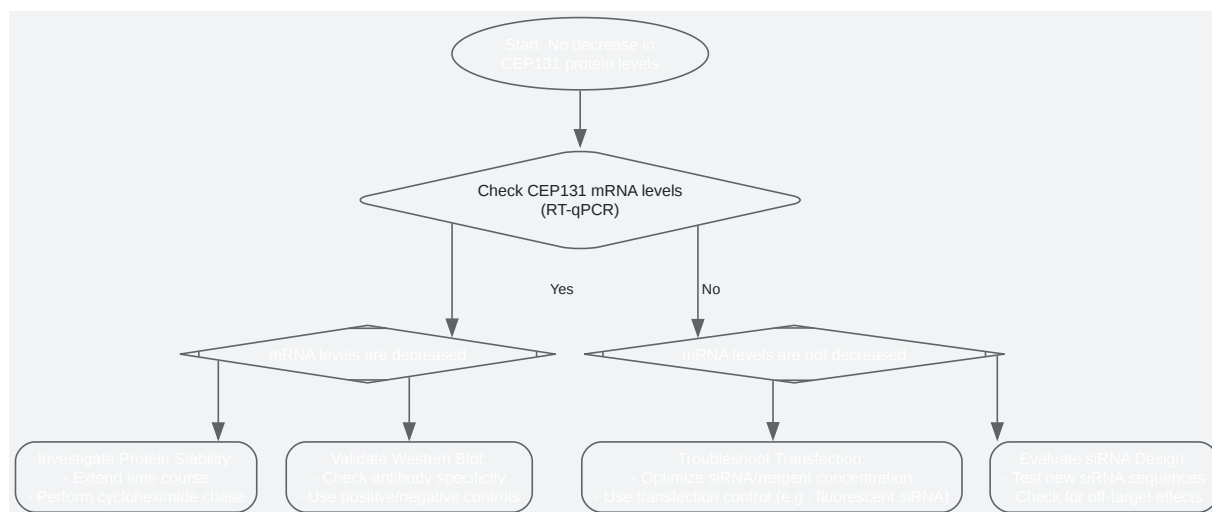 Start: No decrease in
CEP131 protein levels
Check CEP131 mRNA levels
(RT-qPCR)
Yes
No
mRNA levels are decreased
mRNA levels are not decreased
Investigate Protein Stability:
- Extend time course
- Perform cycloheximide chase
Validate Western Blot:
- Check antibody specificity
- Use positive/negative controls
Troubleshoot Transfection:
- Optimize siRNA/reagent concentration
- Use transfection control (e.g., fluorescent siRNA)
Evaluate siRNA Design:
- Test new siRNA sequences
- Check for off-target effects